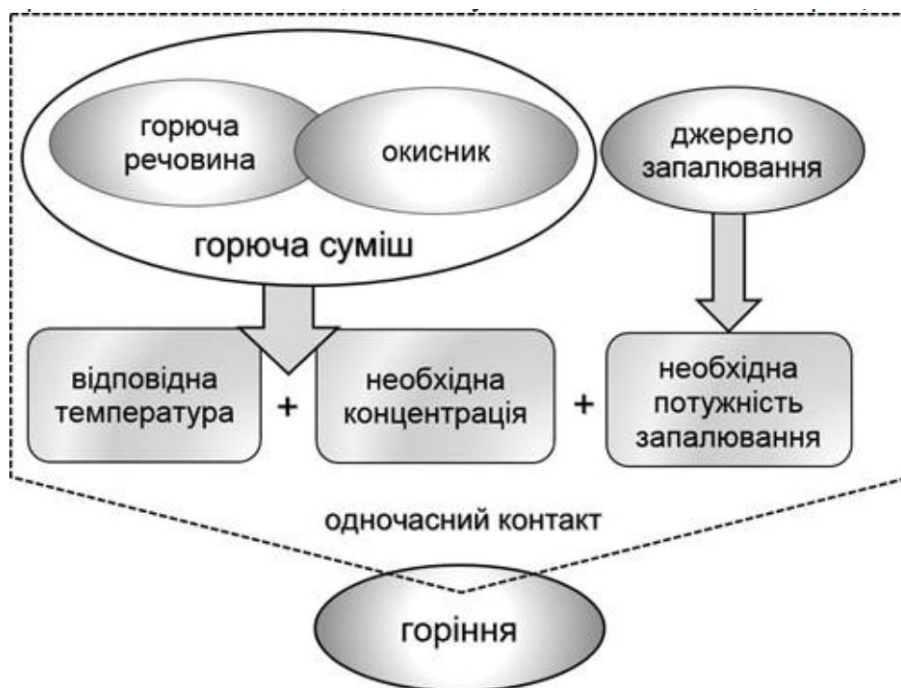 горюча
речовина
окисник
горюча суміш
джерело
запалювання
відповідна
температура
+
необхідна
концентрація
+
необхідна
потужність
запалювання
одночасний контакт
горіння